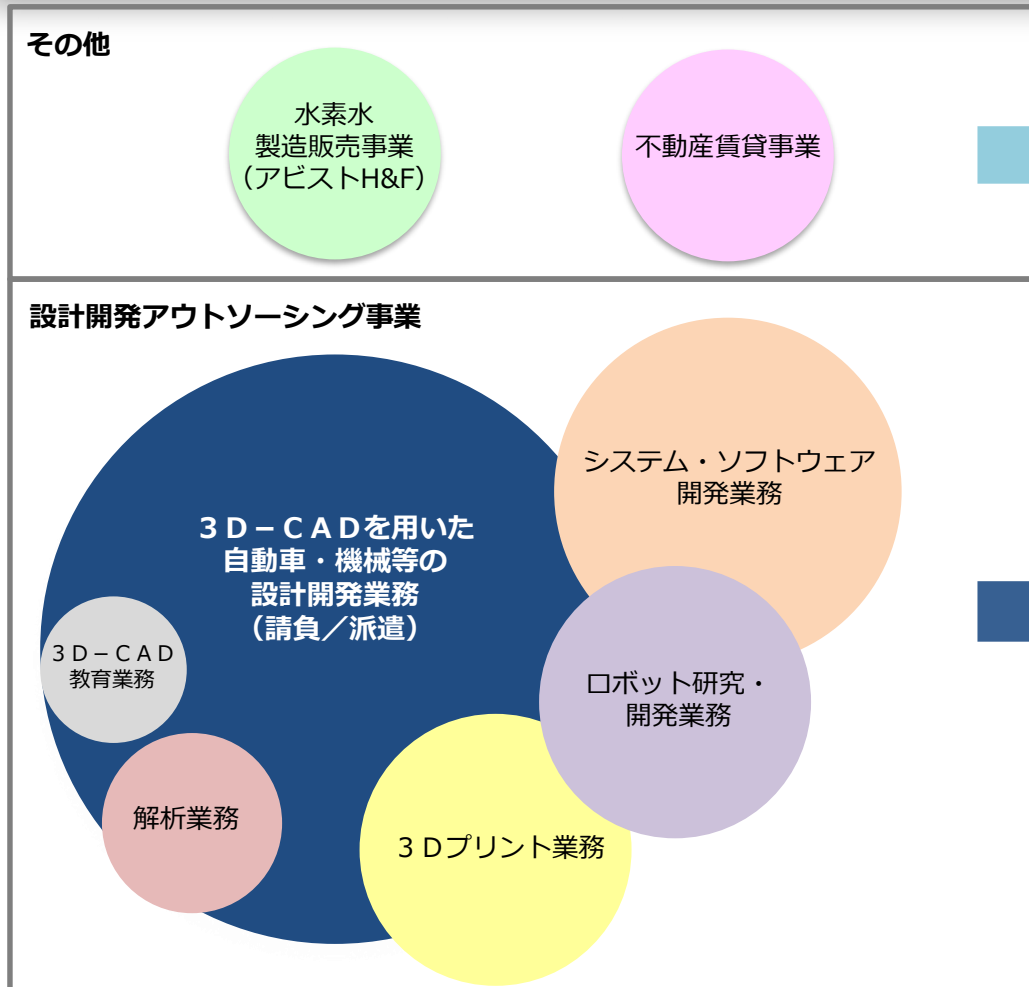 その他
水素水
製造販売事業
（アビストH&F）
不動産賃貸事業
設計開発アウトソーシング事業
システム・ソフトウェア
開発業務
３Ｄ－ＣＡＤを用いた
自動車・機械等の
設計開発業務
（請負／派遣）
３Ｄ－ＣＡＤ
教育業務
ロボット研究・
開発業務
解析業務
３Ｄプリント業務